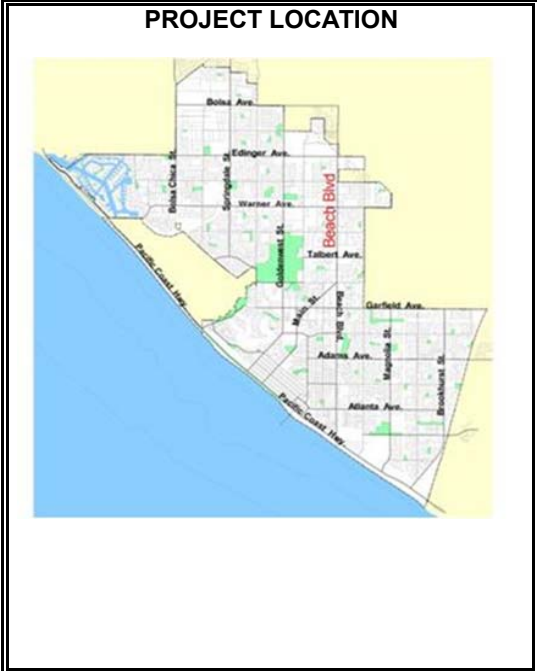 PROJECT LOCATION
Bolsa Ave.
Bolsa Chica St.
Springdale St.
Edinger Ave.
Warner Ave.
Beach Blvd
Goldenwest St.
Talbert Ave.
Pacific Coast Hwy.
Main St.
Beach Blvd.
Garfield Ave.
Adams Ave.
Magnolia St.
Brookhurst St.
Atlanta Ave.
Pacific Coast Hwy.